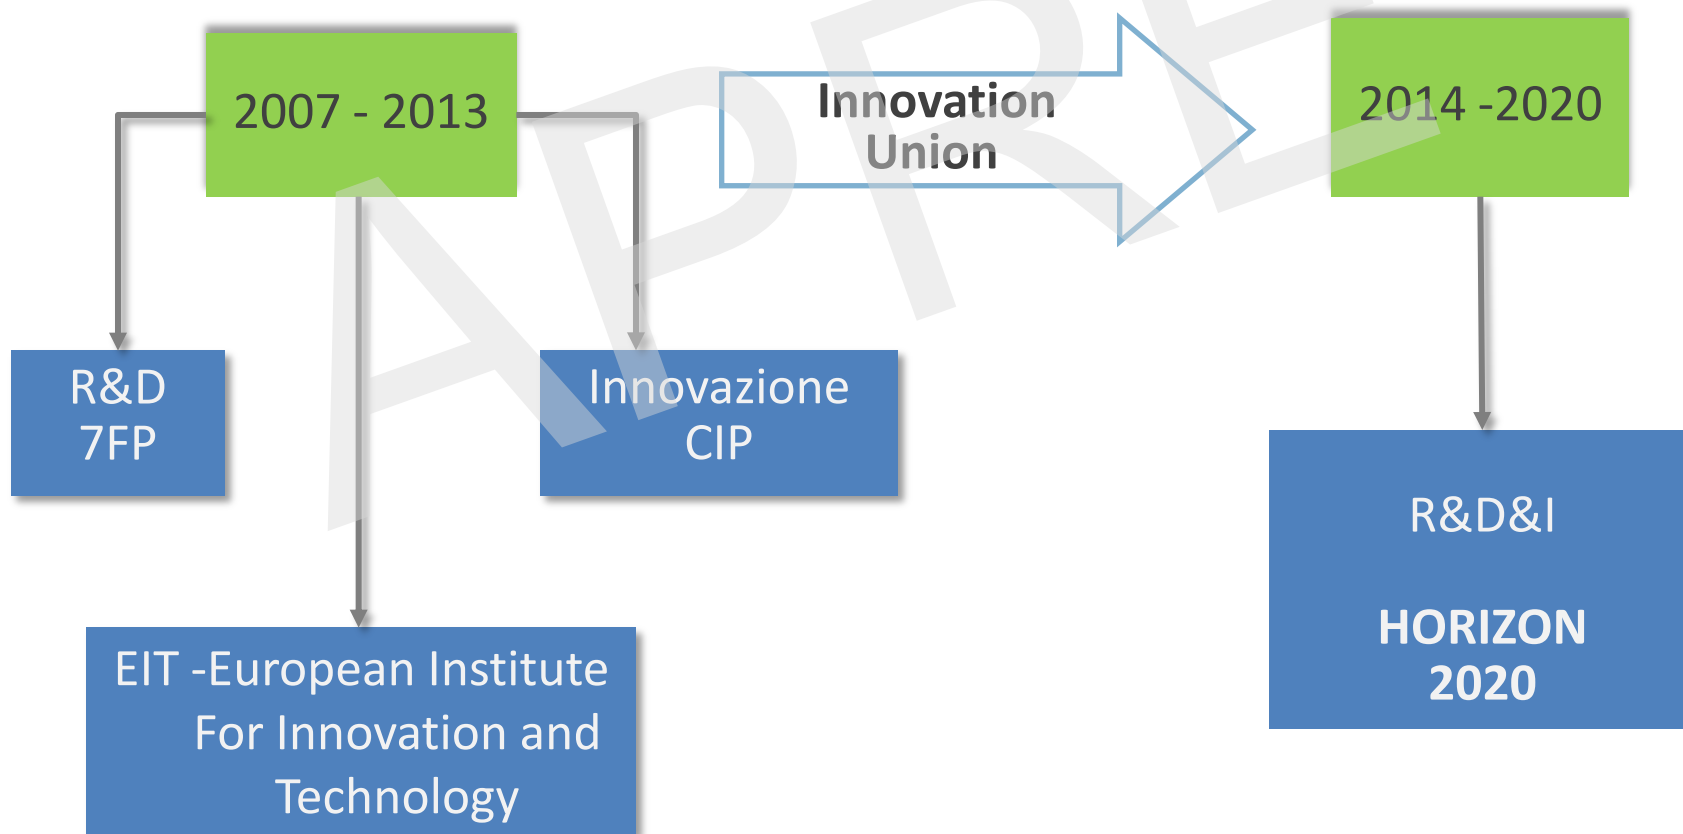 2007 - 2013
Innovation
Union
2014 -2020
R&D
7FP
Innovazione
CIP
EIT -European Institute
For Innovation and
Technology
R&D&I
HORIZON
2020
APRE